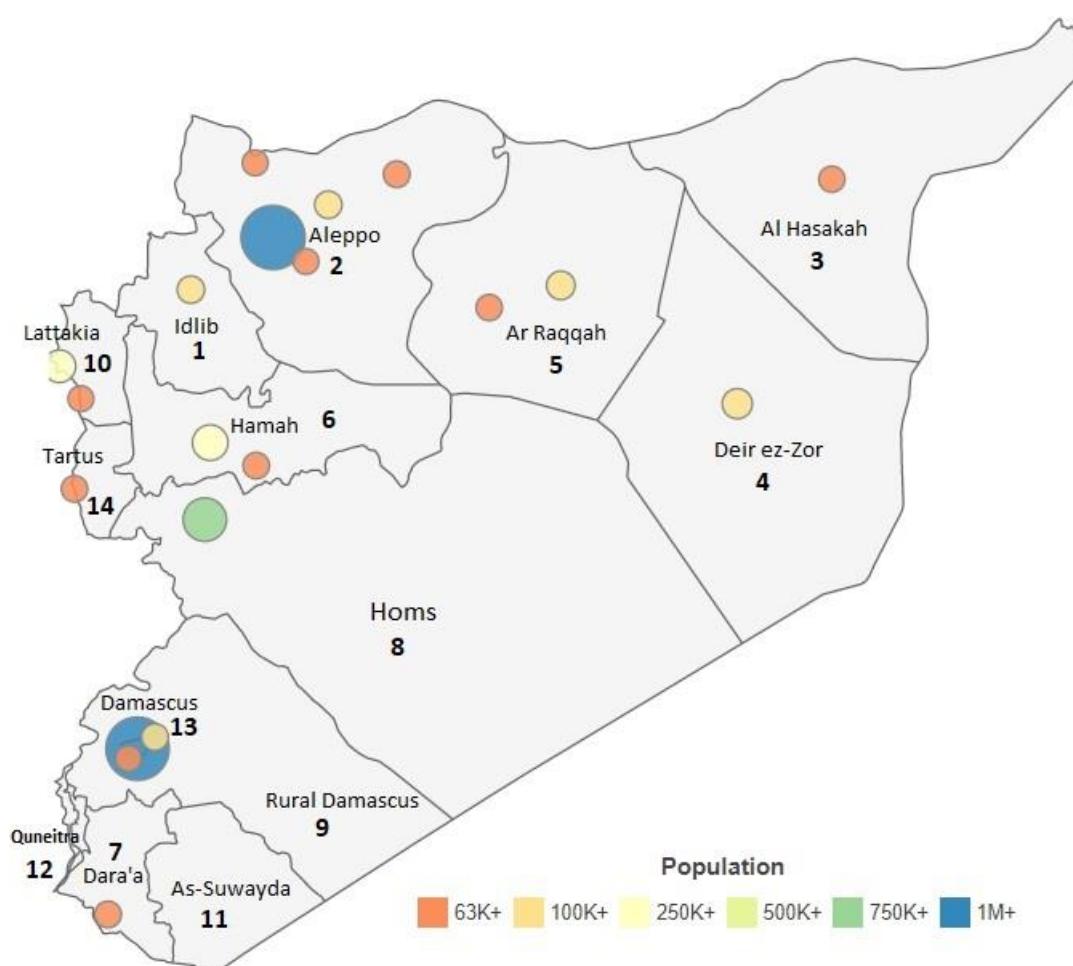 Aleppo
2
Al Hasakah
3
Idlib
1
Ar Raqqah
5
Lattakia
10
Hamah
6
Deir ez-Zor
4
Tartus
14
Homs
8
Damascus
13
Rural Damascus
9
Quneitra
12
7
Dara'a
As-Suwayda
11
Population
63K+ 100K+ 250K+ 500K+ 750K+ 1M+